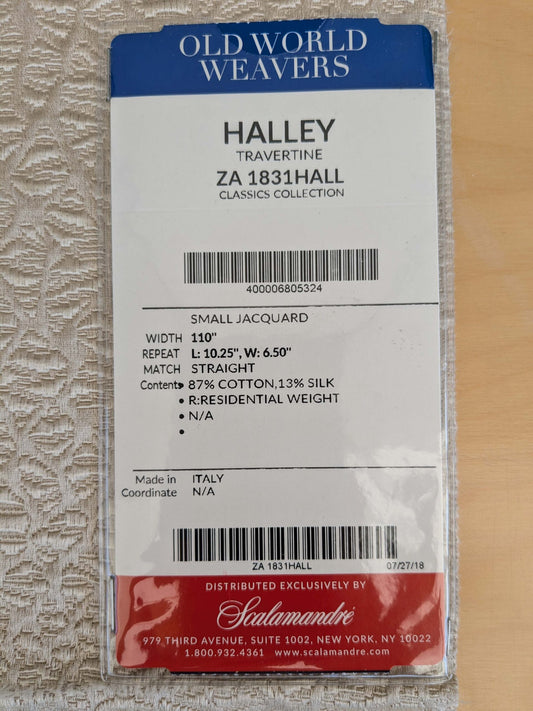 OLD WORLD
WEAVERS
HALLEY
TRAVERTINE
ZA 1831HALL
CLASSICS COLLECTION
400006805324
SMALL JACQUARD
WIDTH 110"
REPEAT L: 10.25", W: 6.50"
MATCH STRAIGHT
Contents • 87% COTTON,13% SILK
• R:RESIDENTIAL WEIGHT
• N/A
•
Made in ITALY
Coordinate N/A
ZA 1831HALL 07/27/18
DISTRIBUTED EXCLUSIVELY BY
Scalamandré
979 THIRD AVENUE, SUITE 1002, NEW YORK, NY 10022
1.800.932.4361 www.scalamandre.com